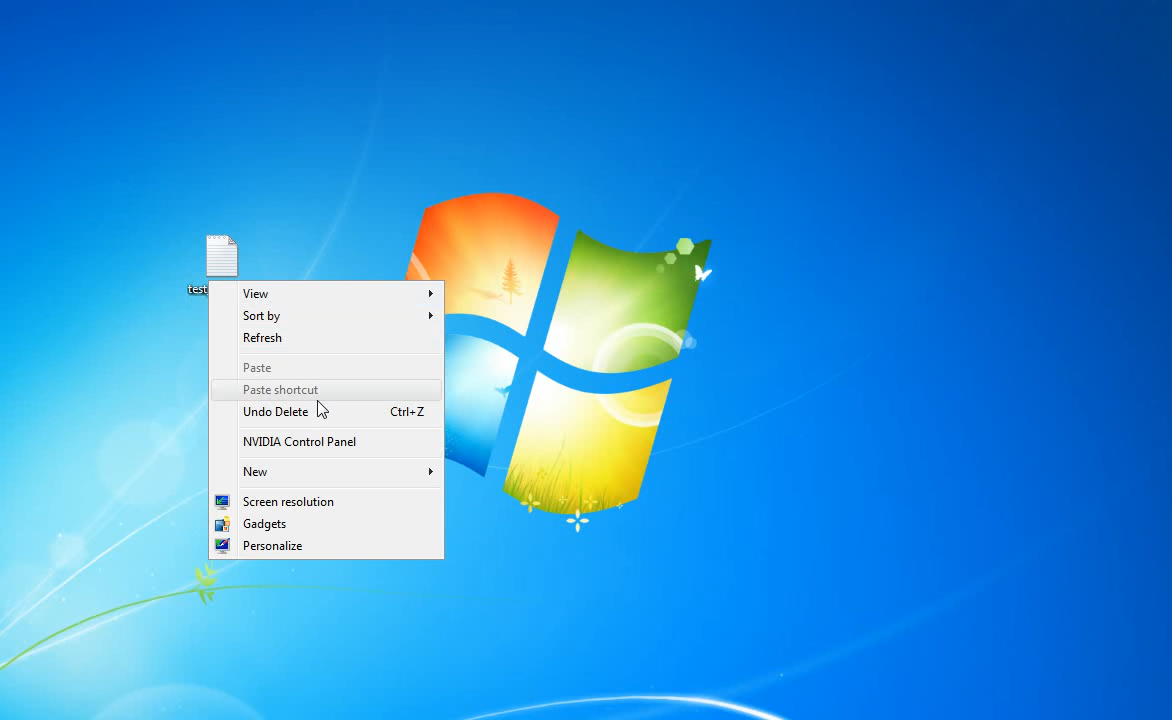 test
View
Sort by
Refresh
Paste
Paste shortcut
Undo Delete Ctrl+Z
NVIDIA Control Panel
New
Screen resolution
Gadgets
Personalize